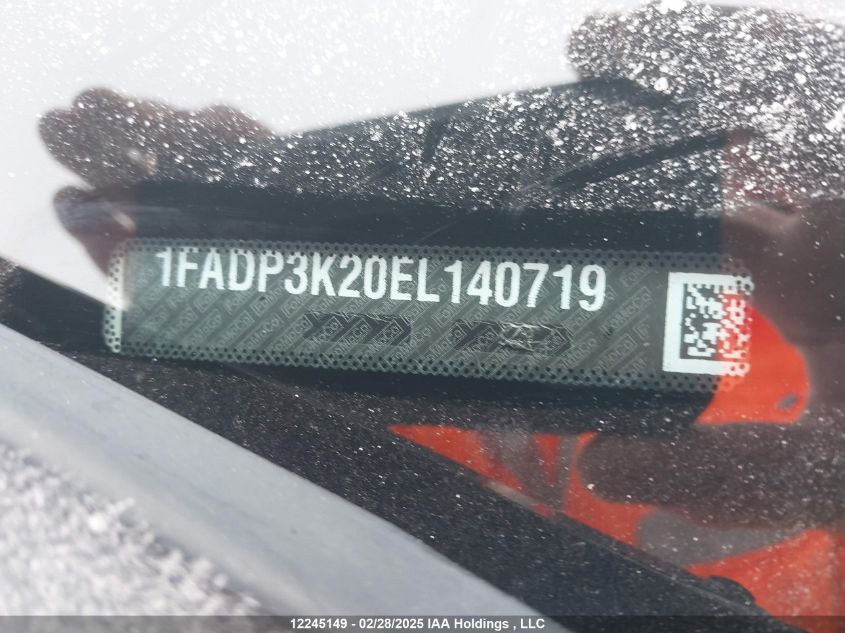 1FADP3K20EL140719
12245149 - 02/28/2025 IAA Holdings , LLC